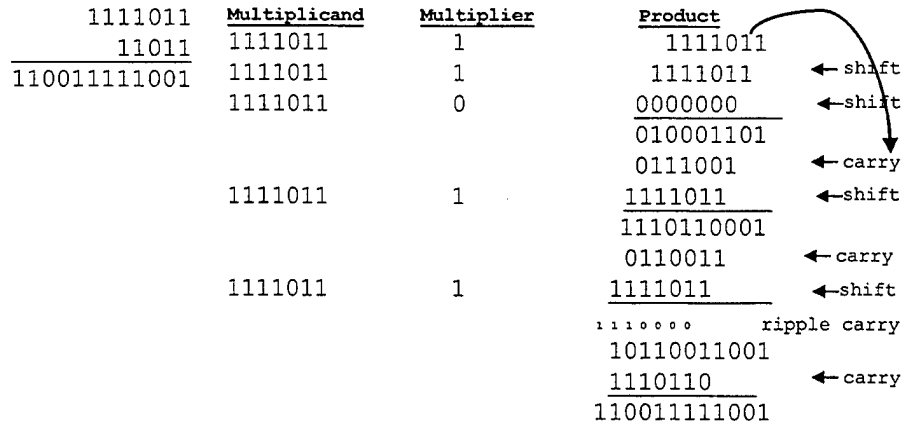 1111011 Multiplicand Multiplier Product
11011 1111011 1 1111011
110011111001 1111011 1 1111011 shift
1111011 0 0000000 shift
010001101
0111001 carry
1111011 1 1111011 shift
1110110001
0110011 carry
1111011 1 1111011 shift
1110000 ripple carry
10110011001
1110110 carry
110011111001